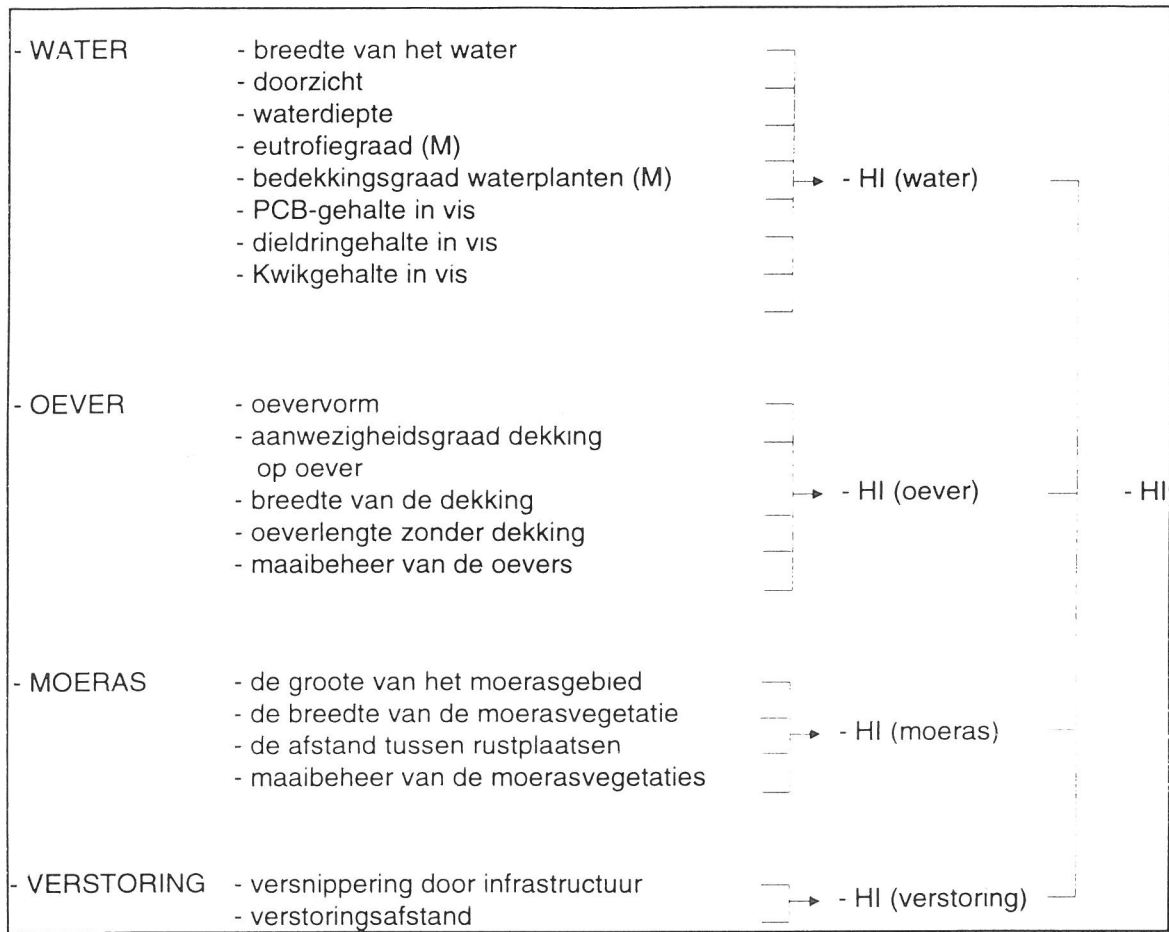 - WATER - breedte van het water
- doorzicht
- waterdiepte
- eutrofiegraad (M)
- bedekkingsgraad waterplanten (M) - HI (water)
- PCB-gehalte in vis
- dieldringehalte in vis
- Kwikgehalte in vis
- OEVER - oevervorm
- aanwezigheidsgraad dekking
op oever
- breedte van de dekking - HI (oever) - HI
- oeverlengte zonder dekking
- maaibeheer van de oevers
- MOERAS - de groote van het moerasgebied
- de breedte van de moerasvegetatie
- de afstand tussen rustplaatsen - HI (moeras)
- maaibeheer van de moerasvegetaties
- VERSTORING - versnippering door infrastructuur - HI (verstoring)
- verstoringsafstand